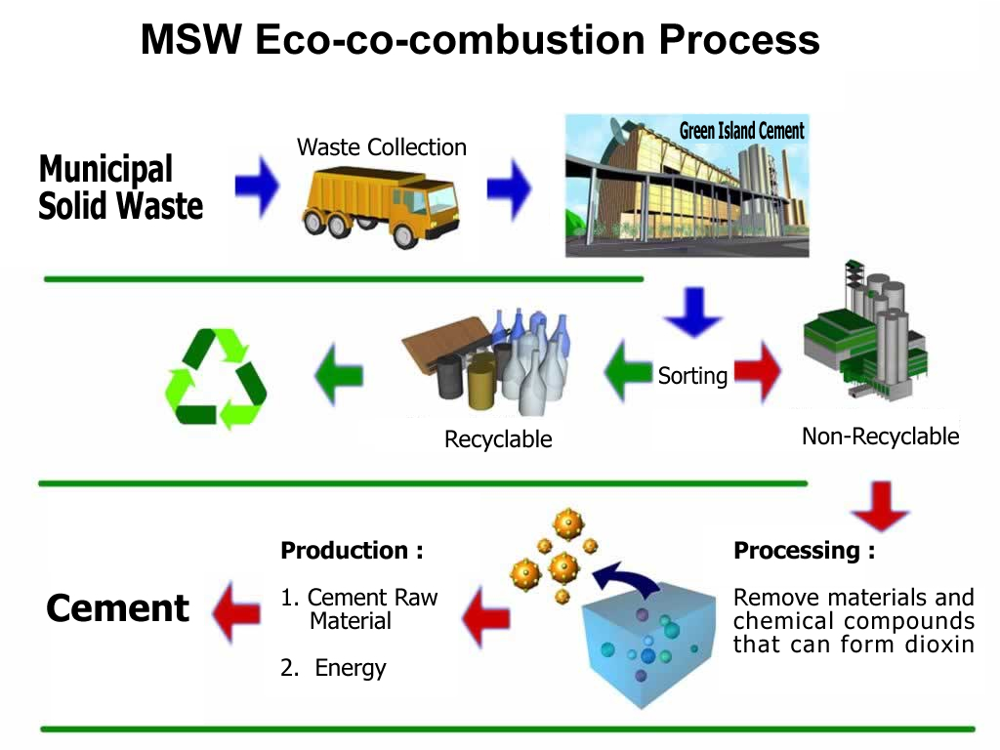 MSW Eco-co-combustion Process
Municipal
Solid Waste
Waste Collection
Green Island Cement
Sorting
Recyclable
Non-Recyclable
Processing :
Remove materials and
chemical compounds
that can form dioxin
Production :
1. Cement Raw
Material
2. Energy
Cement